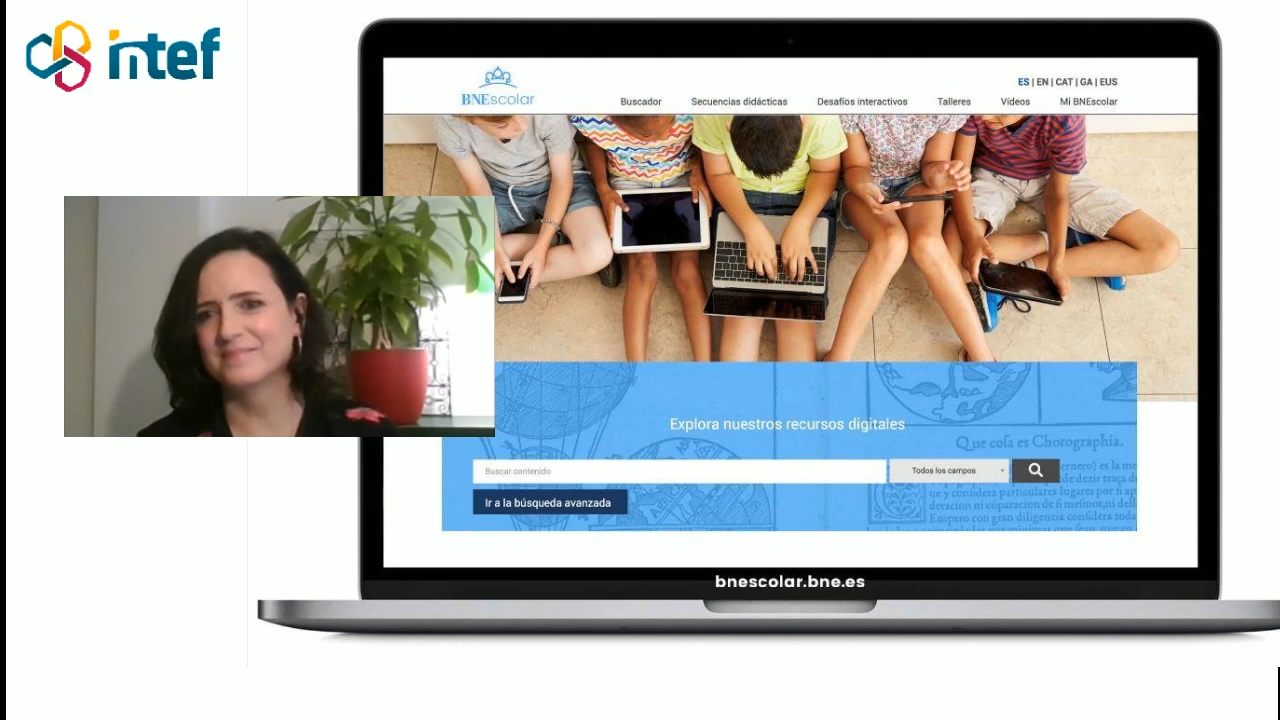 intef
BNEscolar
ES | EN | CAT | GA | EUS
Buscador Secuencias didácticas Desafíos interactivos Talleres Vídeos Mi BNEscolar
Explora nuestros recursos digitales
Que cosa es Chorographia.
Buscar contenido
Todos los campos
Ir a la búsqueda avanzada
bnescolar.bne.es